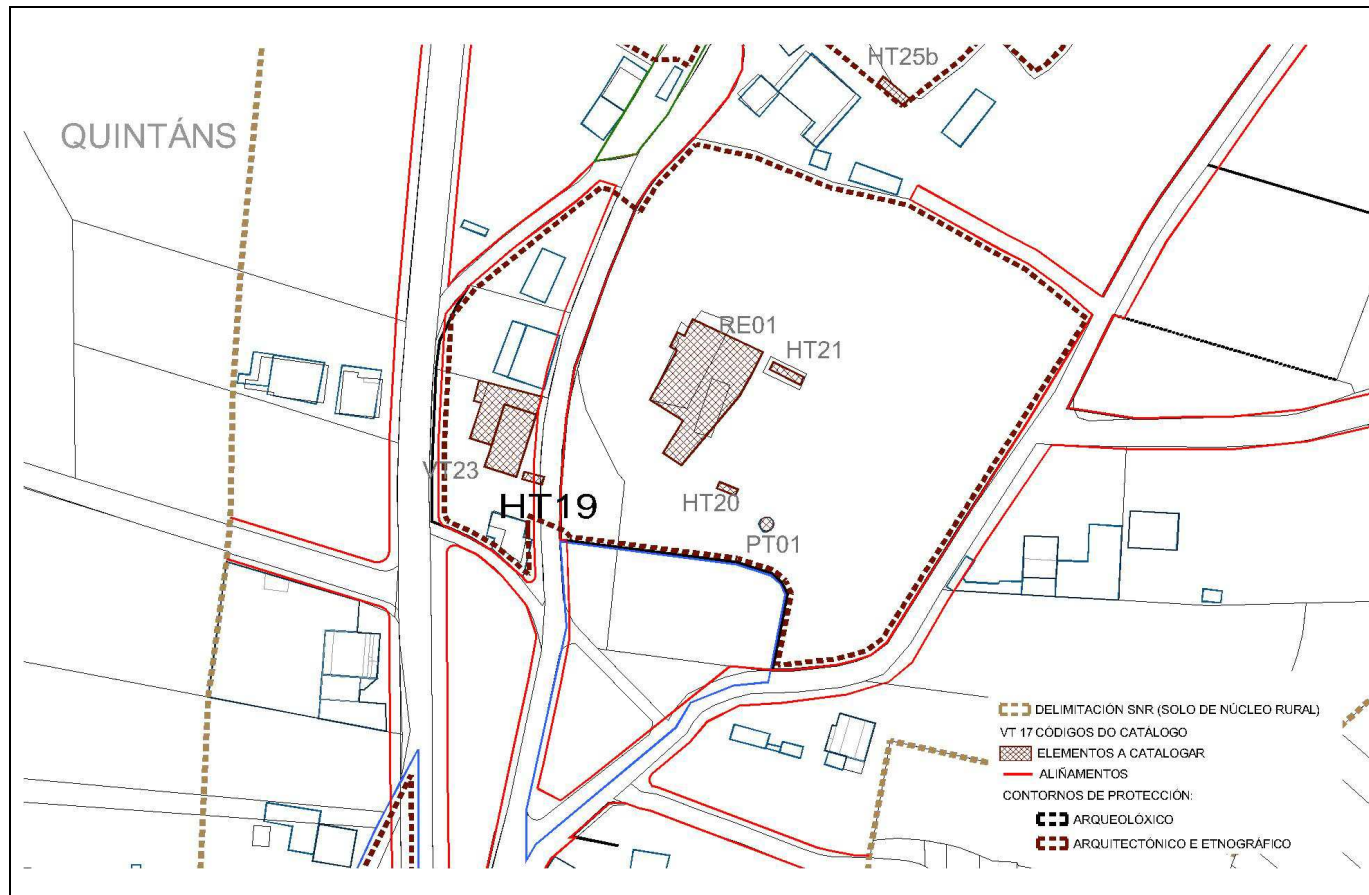 HT25b
QUINTÁNS
RE01
HT21
VT23
HT19
HT20
PT01
DELIMITACIÓN SNR (SOLO DE NÚCLEO RURAL)
VT 17 CÓDIGOS DO CATÁLOGO
ELEMENTOS A CATALOGAR
ALIÑAMENTOS
CONTORNOS DE PROTECCIÓN:
ARQUEOLÓXICO
ARQUITECTÓNICO E ETNOGRÁFICO